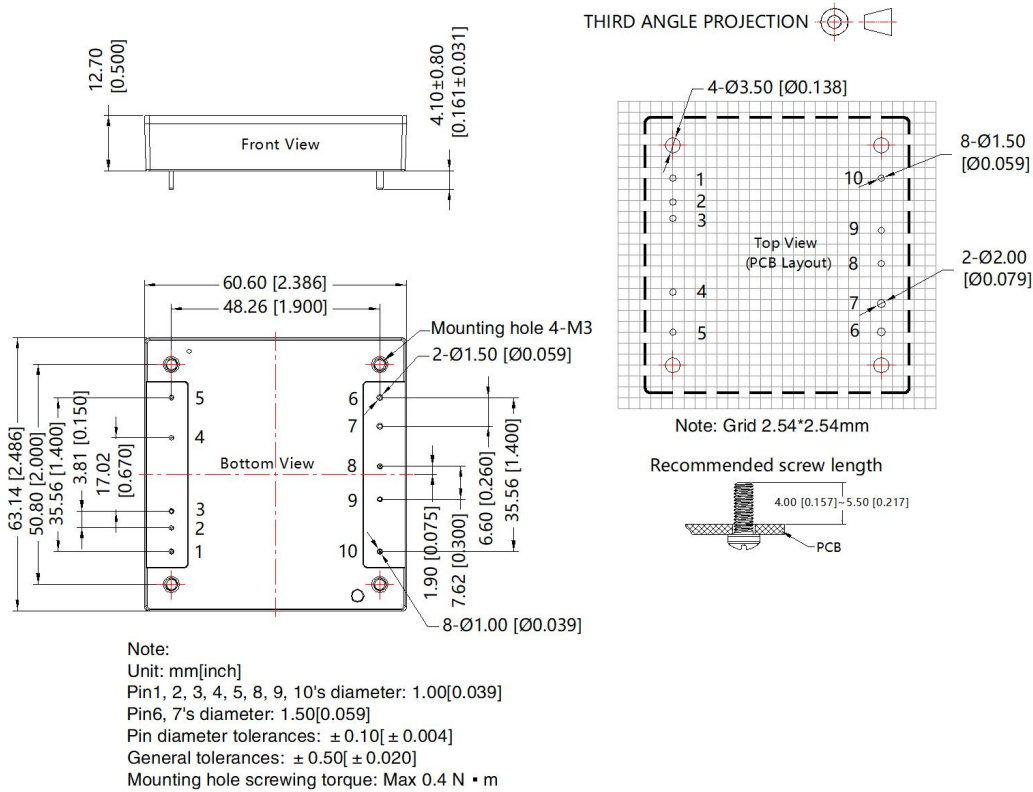 THIRD ANGLE PROJECTION
12.70
[0.500]
4.10±0.80
[0.161±0.031]
Front View
4-Ø3.50 [Ø0.138]
8-Ø1.50
[Ø0.059]
1
10
2
3
9
Top View
(PCB Layout)
8
2-Ø2.00
[Ø0.079]
4
7
5
6
Note: Grid 2.54*2.54mm
60.60 [2.386]
48.26 [1.900]
Mounting hole 4-M3
2-Ø1.50 [Ø0.059]
63.14 [2.486]
50.80 [2.000]
35.56 [1.400]
3.81 [0.150]
17.02
[0.670]
5
6
4
7
Bottom View
8
3
9
2
1
10
1.90 [0.075]
7.62 [0.300]
6.60 [0.260]
35.56 [1.400]
8-Ø1.00 [Ø0.039]
Recommended screw length
4.00 [0.157]~5.50 [0.217]
PCB
Note:
Unit: mm[inch]
Pin1, 2, 3, 4, 5, 8, 9, 10's diameter: 1.00[0.039]
Pin6, 7's diameter: 1.50[0.059]
Pin diameter tolerances: ±0.10[±0.004]
General tolerances: ±0.50[±0.020]
Mounting hole screwing torque: Max 0.4 N ▪ m